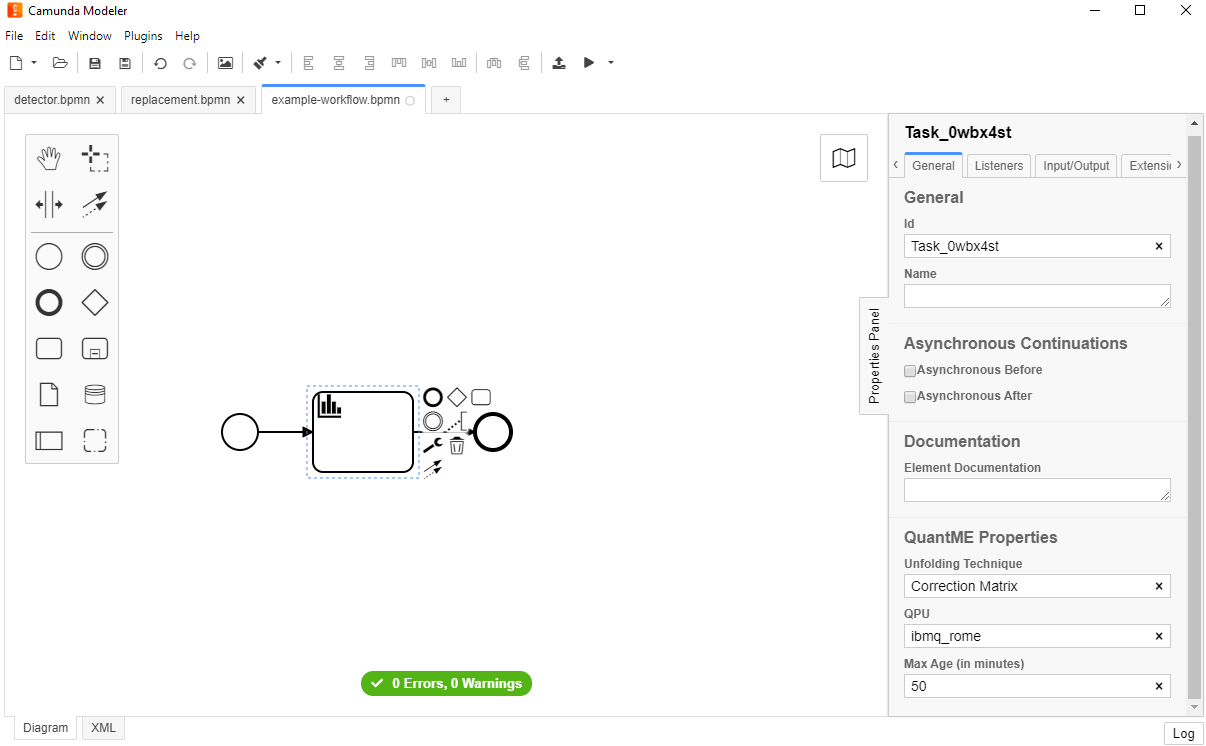 Camunda Modeler
File Edit Window Plugins Help
detector.bpmn × replacement.bpmn × example-workflow.bpmn +
Task_0wbx4st
General Listeners Input/Output Extensi
General
Id
Task_0wbx4st ×
Name
Properties Panel
Asynchronous Continuations
Asynchronous Before
Asynchronous After
Documentation
Element Documentation
QuantME Properties
Unfolding Technique
Correction Matrix ×
QPU
ibmq_rome ×
Max Age (in minutes)
50 ×
0 Errors, 0 Warnings
Diagram XML
Log